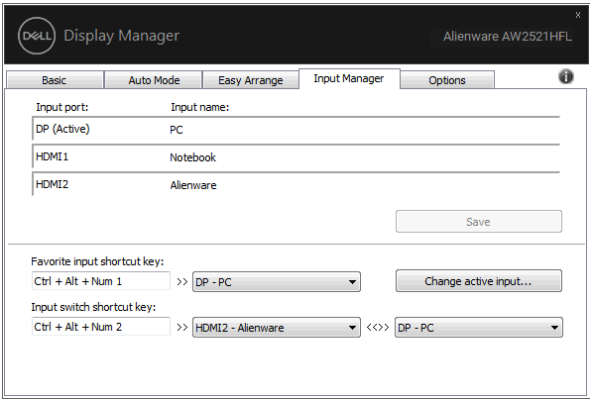 x
DELL Display Manager Alienware AW2521HFL
Basic Auto Mode Easy Arrange Input Manager Options i
Input port: Input name:
DP (Active) PC
HDMI1 Notebook
HDMI2 Alienware
Save
Favorite input shortcut key:
Ctrl + Alt + Num 1 >> DP - PC Change active input...
Input switch shortcut key:
Ctrl + Alt + Num 2 >> HDMI2 - Alienware <<>> DP - PC